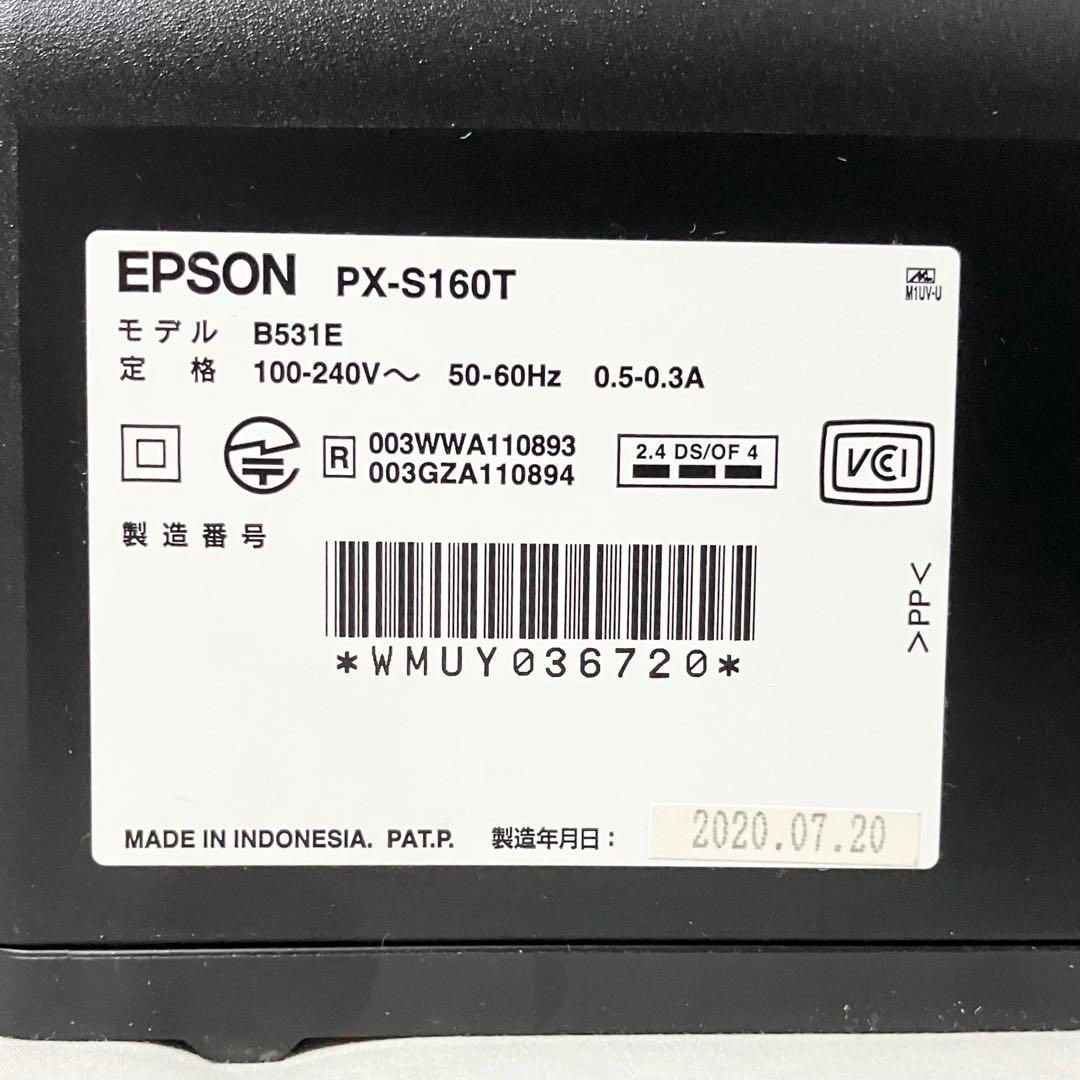 EPSON PX-S160T
M1UV-U
モデル B531E
定格 100-240V～ 50-60Hz 0.5-0.3A
R 003WWA110893
003GZA110894
2.4 DS/OF 4
VCCI
製造番号
*WMUY036720*
>PP<
MADE IN INDONESIA. PAT.P. 製造年月日： 2020.07.20